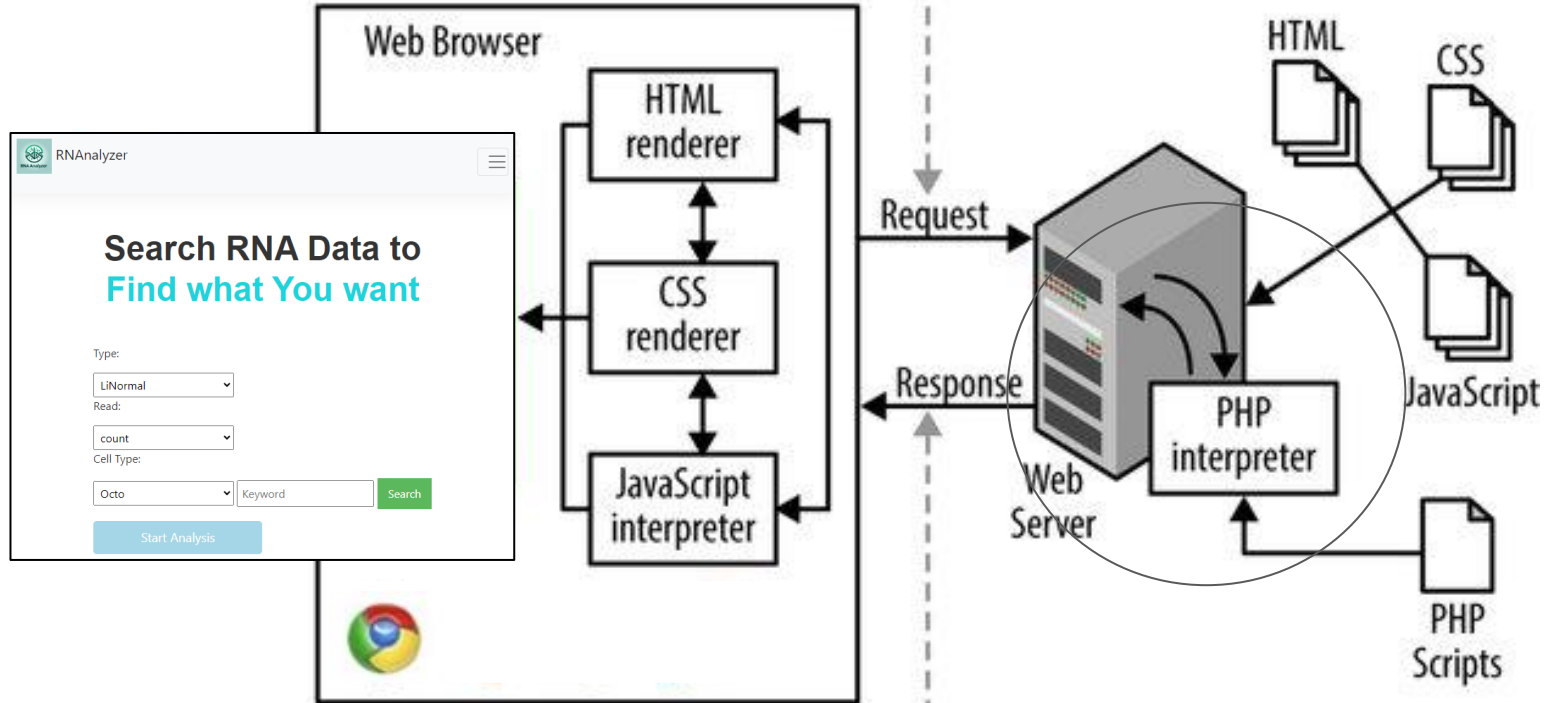 Web Browser
HTML
renderer
CSS
renderer
JavaScript
interpreter
RNA Analyzer
RNAnalyzer
Search RNA Data to
Find what You want
Type:
LiNormal
Read:
count
Cell Type:
Octo
Keyword
Search
Start Analysis
Request
Response
Web
Server
PHP
interpreter
HTML
CSS
JavaScript
PHP
Scripts